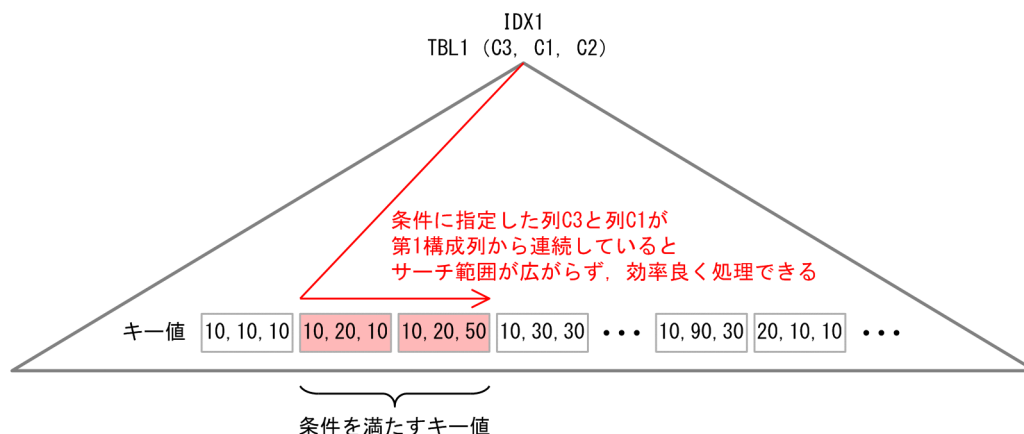 IDX1
TBL1 (C3, C1, C2)
条件に指定した列C3と列C1が
第1構成列から連続していると
サーチ範囲が広がらず，効率良く処理できる
キー値 10,10,10 10,20,10 10,20,50 10,30,30 ・・・ 10,90,30 20,10,10 ・・・
条件を満たすキー値